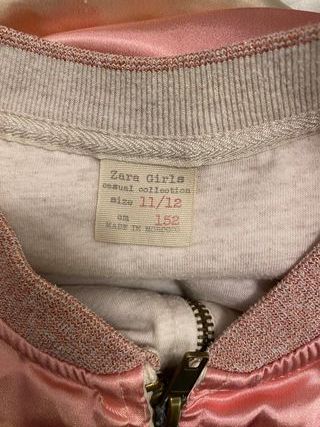 Zara Girls
casual collection
size 11/12
cm 152
MADE IN MOROCCO